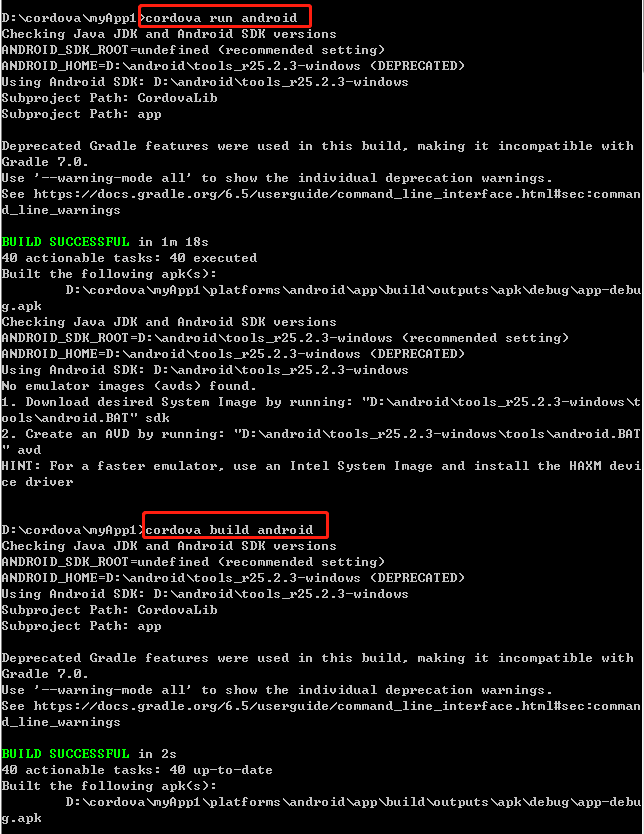 D:\cordova\myApp1>cordova run android
Checking Java JDK and Android SDK versions
ANDROID_SDK_ROOT=undefined (recommended setting)
ANDROID_HOME=D:\android\tools_r25.2.3-windows (DEPRECATED)
Using Android SDK: D:\android\tools_r25.2.3-windows
Subproject Path: CordovaLib
Subproject Path: app
Deprecated Gradle features were used in this build, making it incompatible with
Gradle 7.0.
Use '--warning-mode all' to show the individual deprecation warnings.
See https://docs.gradle.org/6.5/userguide/command_line_interface.html#sec:comman
d_line_warnings
BUILD SUCCESSFUL in 1m 18s
40 actionable tasks: 40 executed
Built the following apk(s):
        D:\cordova\myApp1\platforms\android\app\build\outputs\apk\debug\app-debu
g.apk
Checking Java JDK and Android SDK versions
ANDROID_SDK_ROOT=D:\android\tools_r25.2.3-windows (recommended setting)
ANDROID_HOME=D:\android\tools_r25.2.3-windows (DEPRECATED)
Using Android SDK: D:\android\tools_r25.2.3-windows
No emulator images (avds) found.
1. Download desired System Image by running: "D:\android\tools_r25.2.3-windows\t
ools\android.BAT" sdk
2. Create an AVD by running: "D:\android\tools_r25.2.3-windows\tools\android.BAT
" avd
HINT: For a faster emulator, use an Intel System Image and install the HAXM devi
ce driver
D:\cordova\myApp1>cordova build android
Checking Java JDK and Android SDK versions
ANDROID_SDK_ROOT=undefined (recommended setting)
ANDROID_HOME=D:\android\tools_r25.2.3-windows (DEPRECATED)
Using Android SDK: D:\android\tools_r25.2.3-windows
Subproject Path: CordovaLib
Subproject Path: app
Deprecated Gradle features were used in this build, making it incompatible with
Gradle 7.0.
Use '--warning-mode all' to show the individual deprecation warnings.
See https://docs.gradle.org/6.5/userguide/command_line_interface.html#sec:comman
d_line_warnings
BUILD SUCCESSFUL in 2s
40 actionable tasks: 40 up-to-date
Built the following apk(s):
        D:\cordova\myApp1\platforms\android\app\build\outputs\apk\debug\app-debu
g.apk